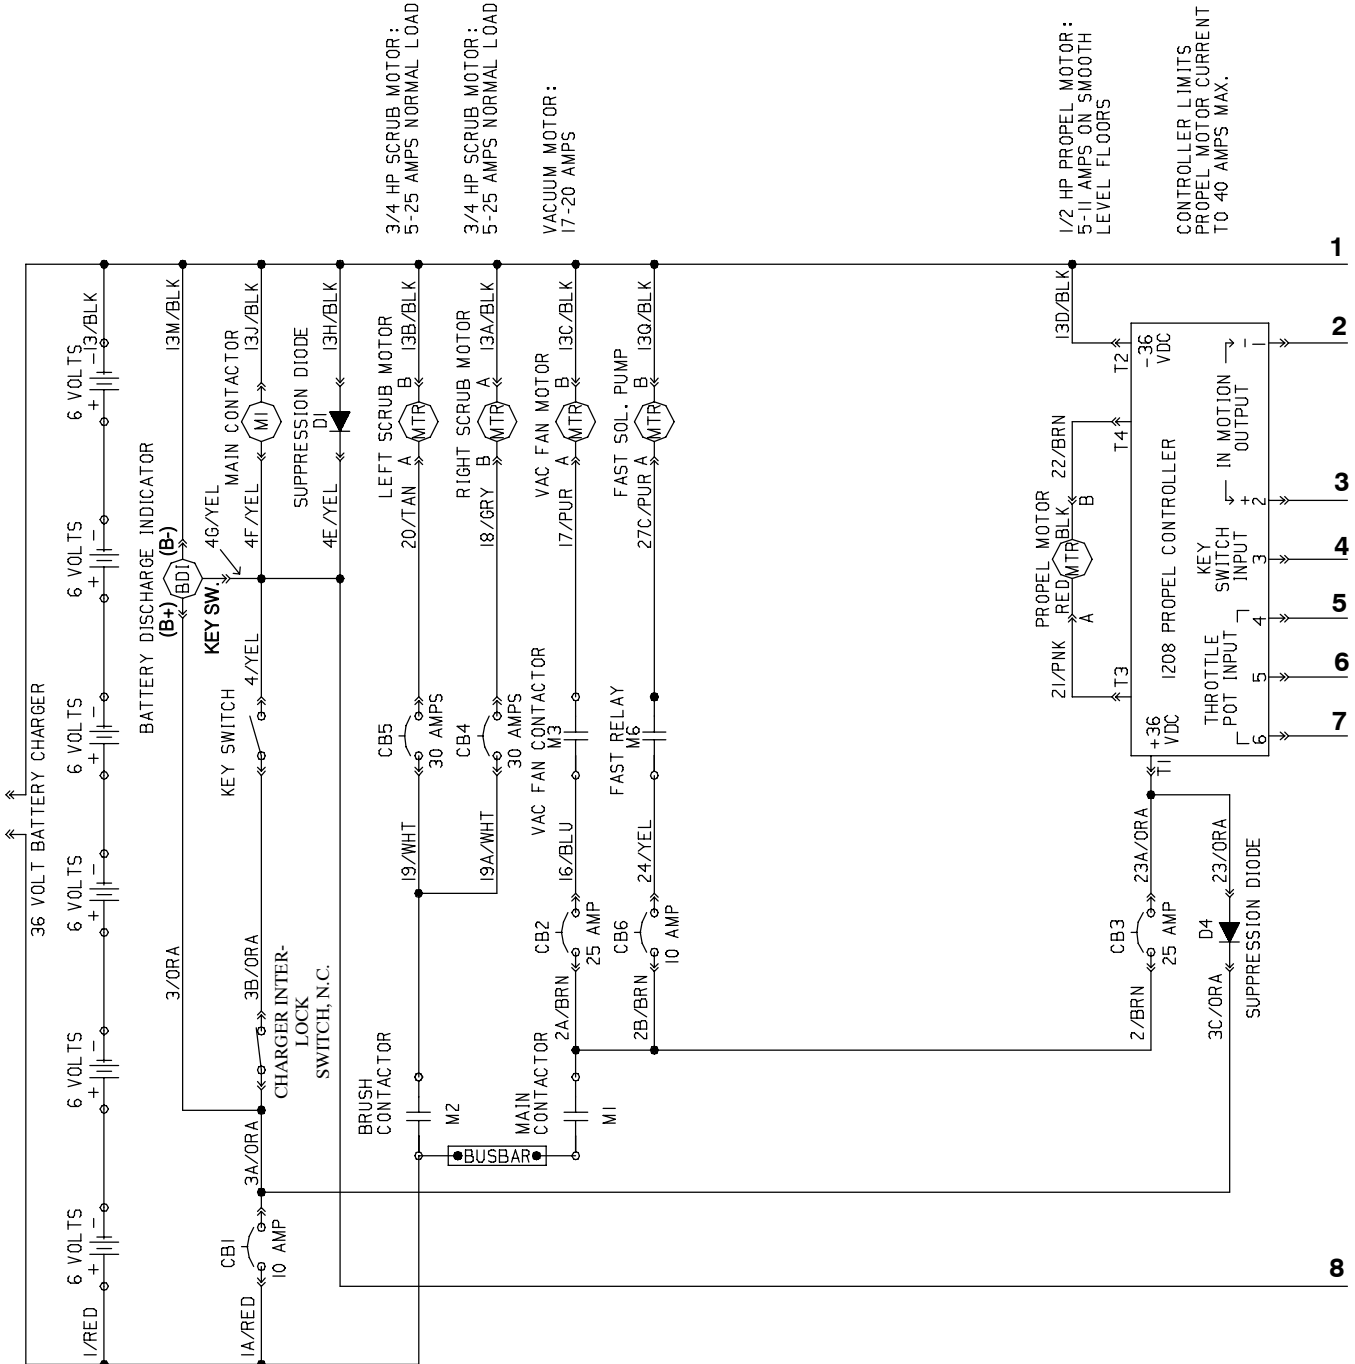 3/4 HP SCRUB MOTOR:
5-25 AMPS NORMAL LOAD
3/4 HP SCRUB MOTOR:
5-25 AMPS NORMAL LOAD
VACUUM MOTOR:
17-20 AMPS
1/2 HP PROPEL MOTOR:
5-11 AMPS ON SMOOTH
LEVEL FLOORS
CONTROLLER LIMITS
PROPEL MOTOR CURRENT
TO 40 AMPS MAX.
36 VOLT BATTERY CHARGER
1/RED
6 VOLTS
+ -
6 VOLTS
+ -
6 VOLTS
+ -
6 VOLTS
+ -
6 VOLTS
+ -
6 VOLTS
+ -
13/BLK
BATTERY DISCHARGE INDICATOR
3/ORA
(B+)
BDI
(B-)
KEY SW.
4G/YEL
13M/BLK
1A/RED
CB1
10 AMP
3A/ORA
CHARGER INTER-
LOCK
SWITCH, N.C.
3B/ORA
KEY SWITCH
4/YEL
4F/YEL
MAIN CONTACTOR
M1
13J/BLK
4E/YEL
SUPPRESSION DIODE
D1
13H/BLK
BRUSH
CONTACTOR
M2
BUSBAR
MAIN
CONTACTOR
M1
19/WHT
CB5
30 AMPS
20/TAN
LEFT SCRUB MOTOR
A
MTR
B
13B/BLK
19A/WHT
CB4
30 AMPS
18/GRY
RIGHT SCRUB MOTOR
B
MTR
A
13A/BLK
2A/BRN
CB2
25 AMP
16/BLU
VAC FAN CONTACTOR
M3
17/PUR
VAC FAN MOTOR
A
MTR
B
13C/BLK
2B/BRN
CB6
10 AMP
24/YEL
FAST RELAY
M6
27C/PUR
FAST SOL. PUMP
A
MTR
B
13Q/BLK
2/BRN
CB3
25 AMP
23A/ORA
3C/ORA
D4
23/ORA
SUPPRESSION DIODE
21/PNK
PROPEL MOTOR
A
RED
MTR
BLK
B
22/BRN
13D/BLK
T1
T3
T4
T2
+36
VDC
-36
VDC
1208 PROPEL CONTROLLER
THROTTLE
POT INPUT
KEY
SWITCH
INPUT
IN MOTION
OUTPUT
+ -
6
5
4
3
2
1
1
2
3
4
5
6
7
8